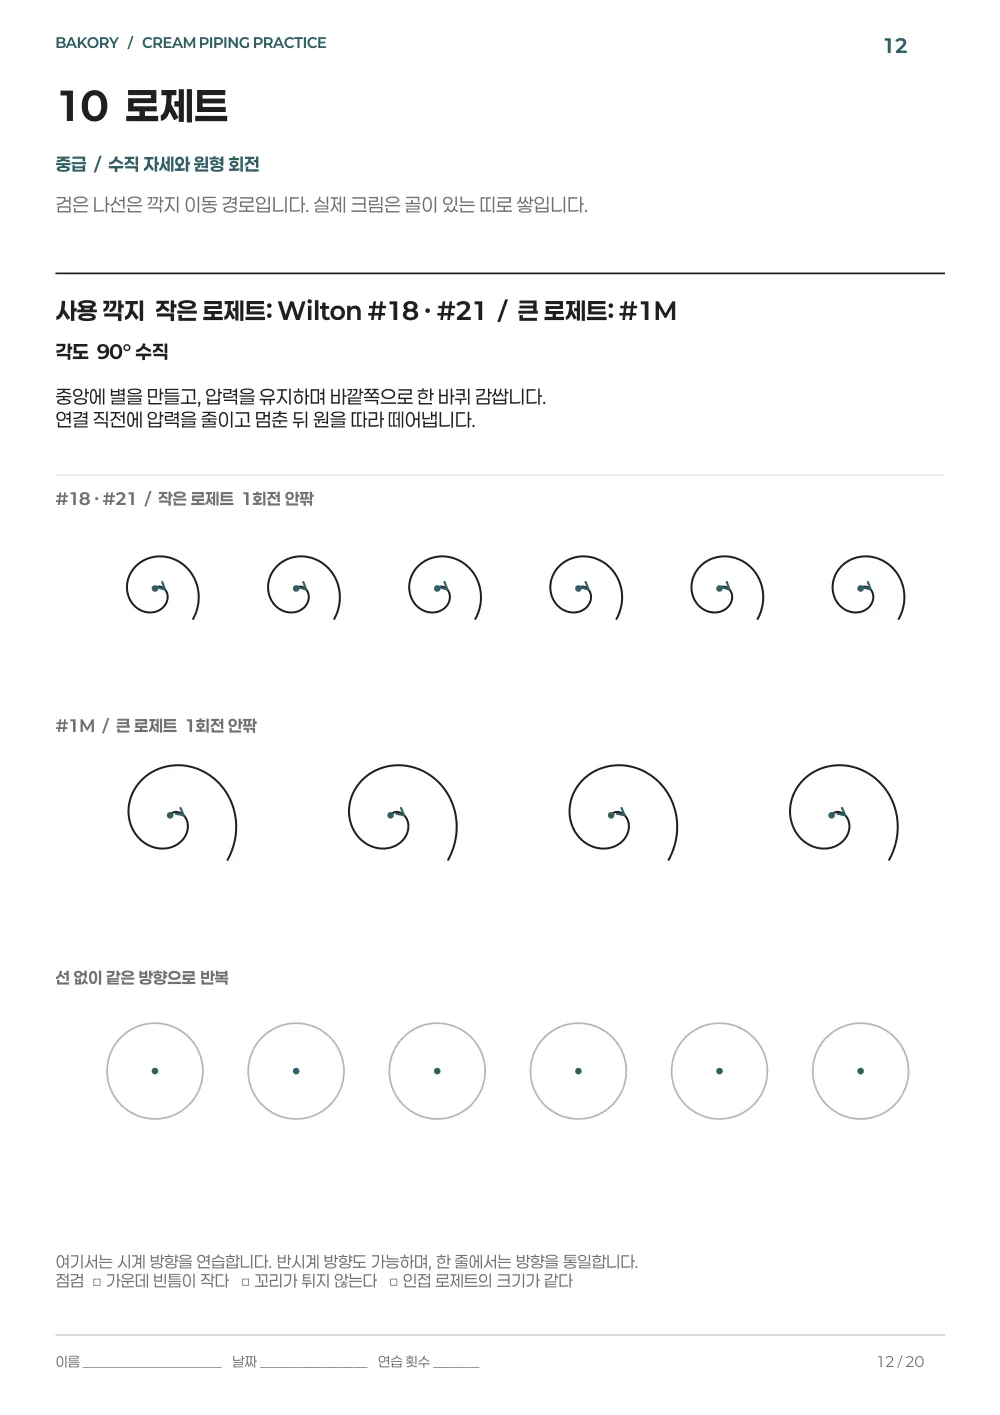 BAKORY / CREAM PIPING PRACTICE
12
10 로제트
중급 / 수직 자세와 원형 회전
검은 나선은 깍지 이동 경로입니다. 실제 크림은 골이 있는 띠로 쌓입니다.
사용 깍지 작은 로제트: Wilton #18 · #21 / 큰 로제트: #1M
각도 90° 수직
중앙에 별을 만들고, 압력을 유지하며 바깥쪽으로 한 바퀴 감쌉니다.
연결 직전에 압력을 줄이고 멈춘 뒤 원을 따라 떼어냅니다.
#18 · #21 / 작은 로제트 1회전 안팎
#1M / 큰 로제트 1회전 안팎
선 없이 같은 방향으로 반복
여기서는 시계 방향을 연습합니다. 반시계 방향도 가능하며, 한 줄에서는 방향을 통일합니다.
점검 □ 가운데 빈틈이 작다 □ 꼬리가 튀지 않는다 □ 인접 로제트의 크기가 같다
이름 __________________ 날짜 ______________ 연습 횟수 ______
12 / 20